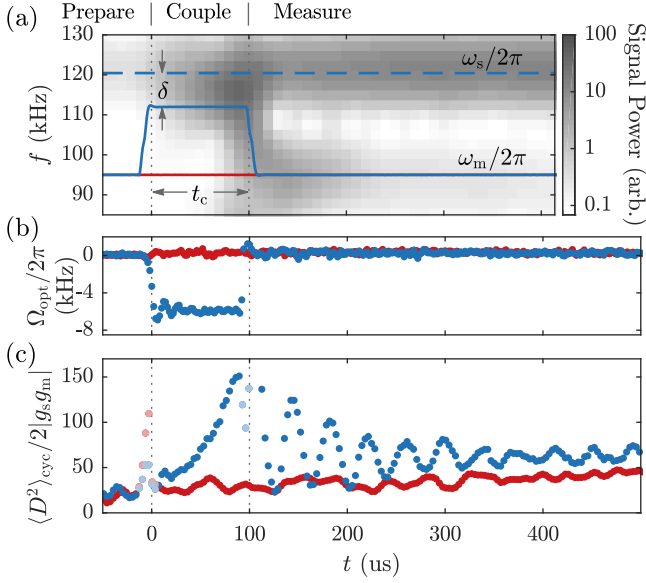 Prepare | Couple | Measure
(a)
130
120
110
100
90
f (kHz)
ωs/2π
δ
ωm/2π
tc
100
5
1
0.1
Signal Power (arb.)
(b)
0
-4
-8
Ωopt/2π
(kHz)
(c)
150
100
50
0
⟨D²⟩cyc/2|gsgm|
0 100 200 300 400
t (us)